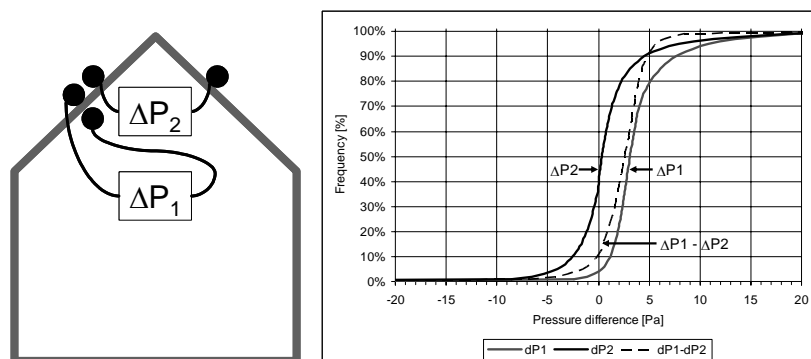 ΔP2
ΔP1
100%
90%
80%
70%
60%
50%
40%
30%
20%
10%
0%
Frequency [%]
ΔP2
ΔP1
ΔP1 - ΔP2
-20 -15 -10 -5 0 5 10 15 20
Pressure difference [Pa]
dP1 dP2 dP1-dP2